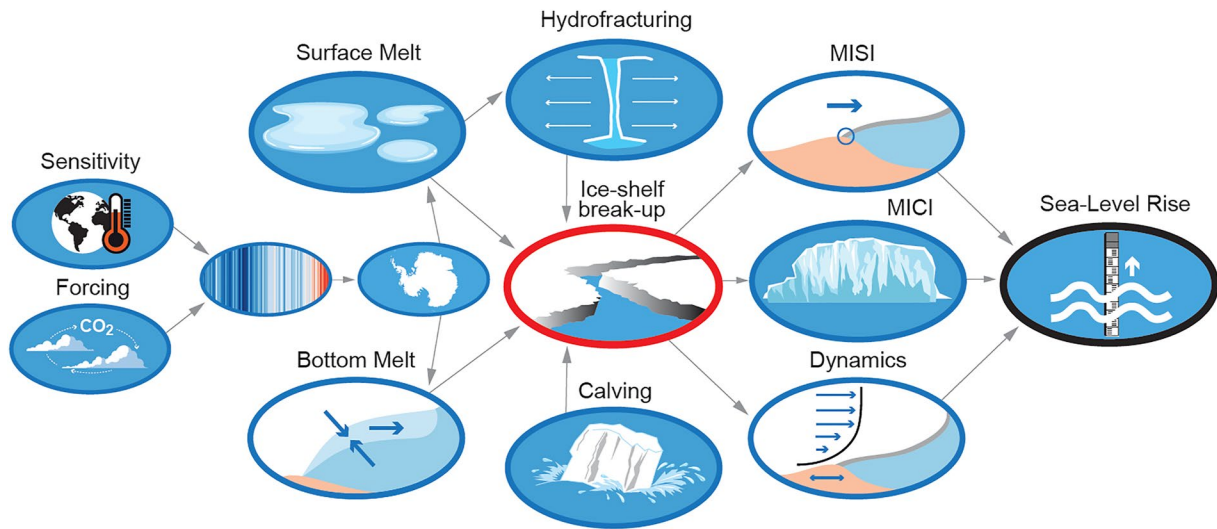 Hydrofracturing
Surface Melt
MISI
Sensitivity
Ice-shelf
break-up
MICI
Sea-Level Rise
Forcing
CO₂
Bottom Melt
Calving
Dynamics